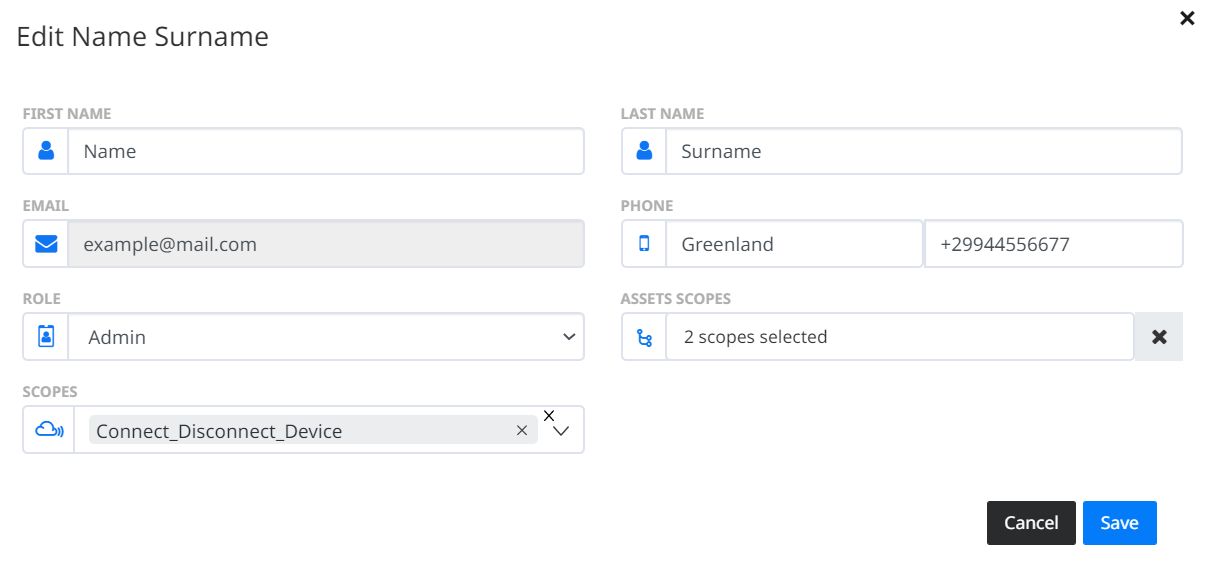 Edit Name Surname
FIRST NAME
LAST NAME
Name
Surname
EMAIL
PHONE
example@mail.com
Greenland
+29944556677
ROLE
ASSETS SCOPES
Admin
2 scopes selected
SCOPES
Connect_Disconnect_Device
Cancel
Save